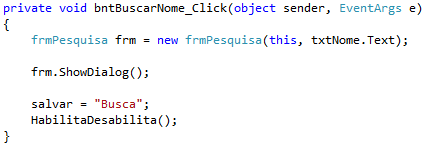 private void bntBuscarNome_Click(object sender, EventArgs e)
{
    frmPesquisa frm = new frmPesquisa(this, txtNome.Text);
    frm.ShowDialog();
    salvar = "Busca";
    HabilitaDesabilita();
}